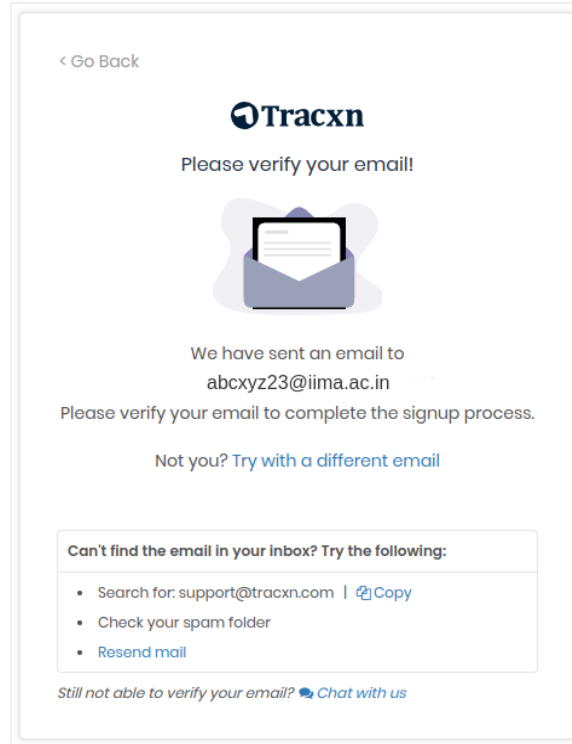 < Go Back
Tracxn
Please verify your email!
We have sent an email to
abcxyz23@iima.ac.in
Please verify your email to complete the signup process.
Not you? Try with a different email
Can't find the email in your inbox? Try the following:
• Search for: support@tracxn.com | Copy
• Check your spam folder
• Resend mail
Still not able to verify your email? Chat with us